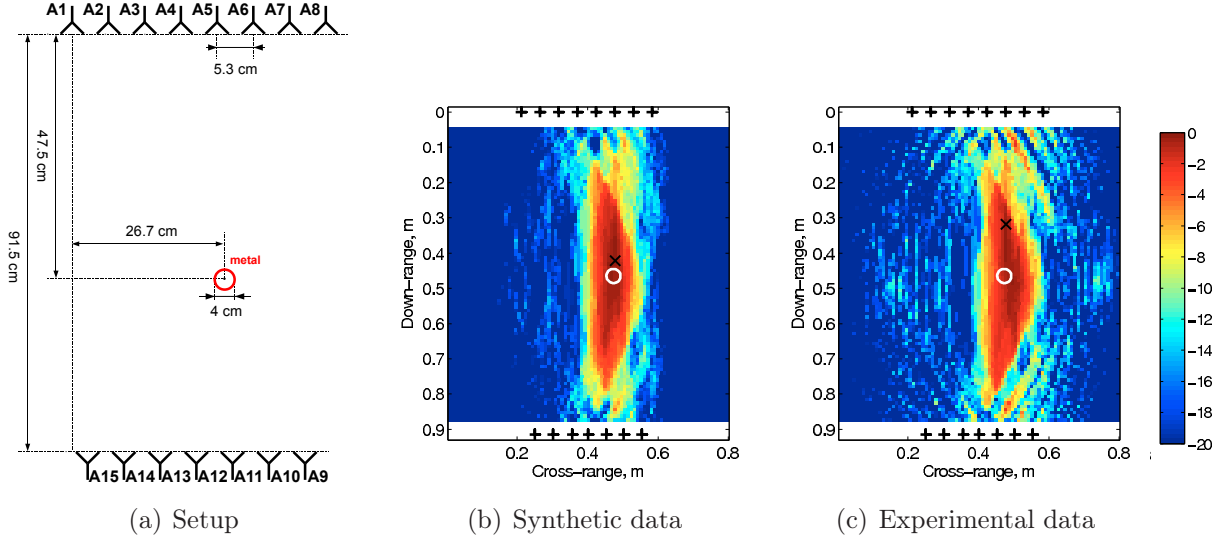 A1 A2 A3 A4 A5 A6 A7 A8
5.3 cm
47.5 cm
91.5 cm
26.7 cm
metal
4 cm
A15 A14 A13 A12 A11 A10 A9
(a) Setup
0
0.1
0.2
0.3
0.4
0.5
0.6
0.7
0.8
0.9
Down−range, m
0.2 0.4 0.6 0.8
Cross−range, m
(b) Synthetic data
0
0.1
0.2
0.3
0.4
0.5
0.6
0.7
0.8
0.9
Down−range, m
0.2 0.4 0.6 0.8
Cross−range, m
(c) Experimental data
0
−2
−4
−6
−8
−10
−12
−14
−16
−18
−20